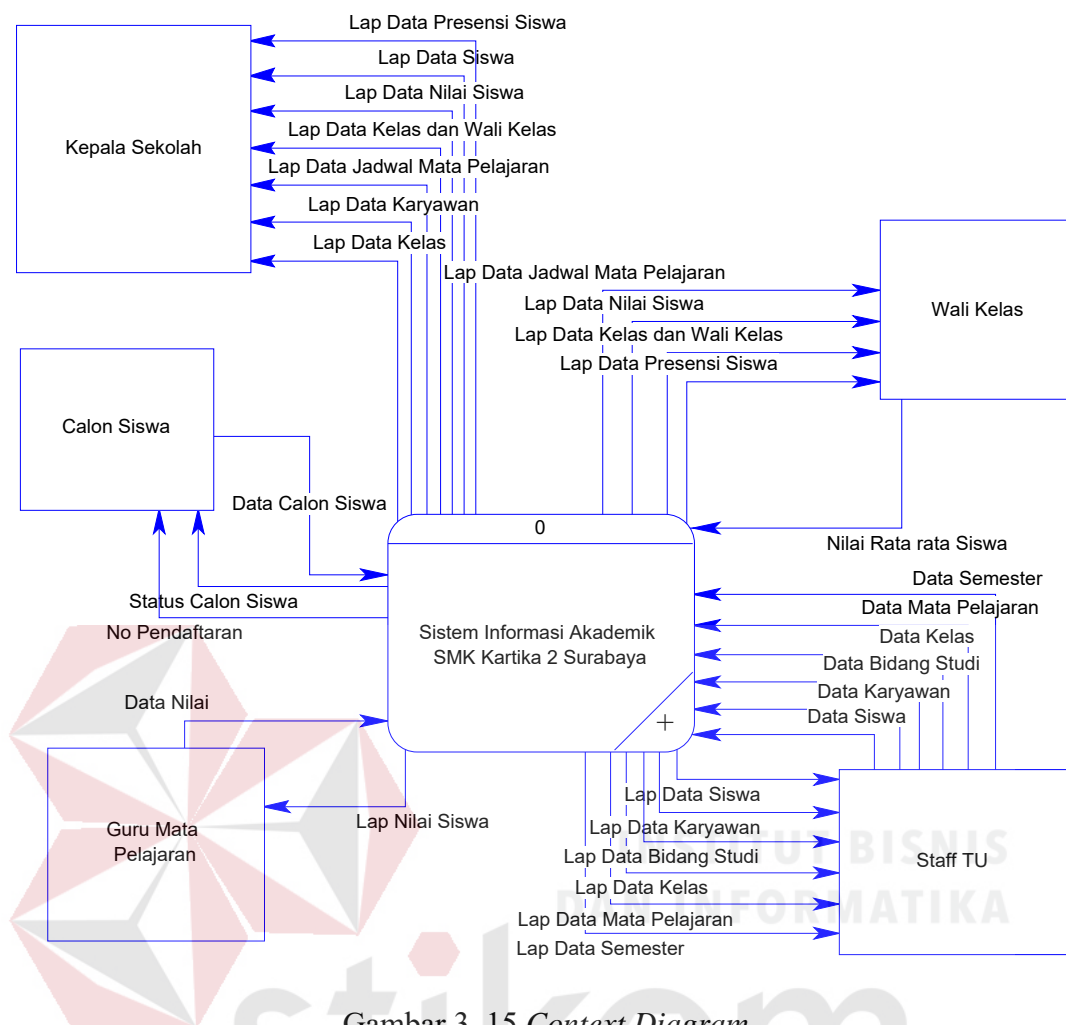 Lap Data Presensi Siswa
Lap Data Siswa
Lap Data Nilai Siswa
Lap Data Kelas dan Wali Kelas
Lap Data Jadwal Mata Pelajaran
Lap Data Karyawan
Lap Data Kelas
Kepala Sekolah
Lap Data Jadwal Mata Pelajaran
Lap Data Nilai Siswa
Lap Data Kelas dan Wali Kelas
Lap Data Presensi Siswa
Wali Kelas
Calon Siswa
Data Calon Siswa
Status Calon Siswa
No Pendaftaran
0
Sistem Informasi Akademik
SMK Kartika 2 Surabaya
+
Nilai Rata rata Siswa
Data Semester
Data Mata Pelajaran
Data Kelas
Data Bidang Studi
Data Karyawan
Data Siswa
Data Nilai
Guru Mata
Pelajaran
Lap Nilai Siswa
Lap Data Siswa
Lap Data Karyawan
Lap Data Bidang Studi
Lap Data Kelas
Lap Data Mata Pelajaran
Lap Data Semester
Staff TU
INSTITUT BISNIS
DAN INFORMATIKA
stikom
Gambar 3. 15 Context Diagram